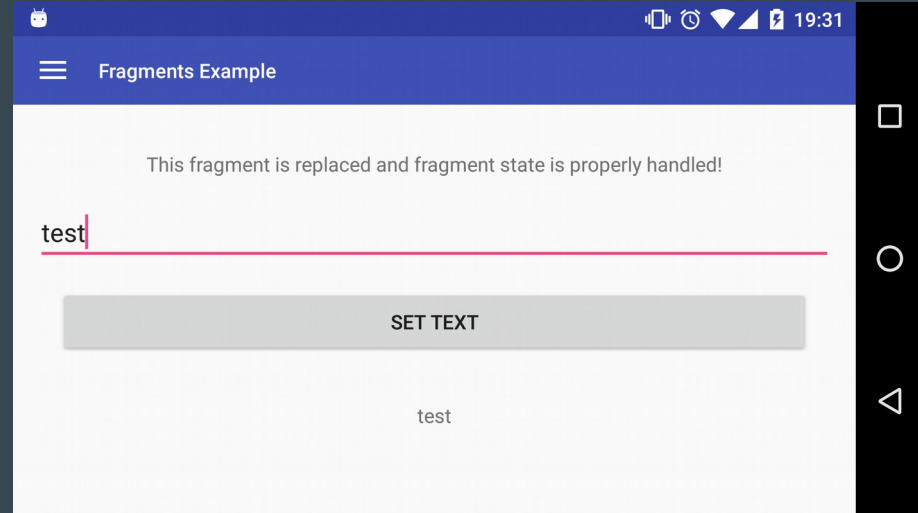 19:31
Fragments Example
This fragment is replaced and fragment state is properly handled!
test
SET TEXT
test